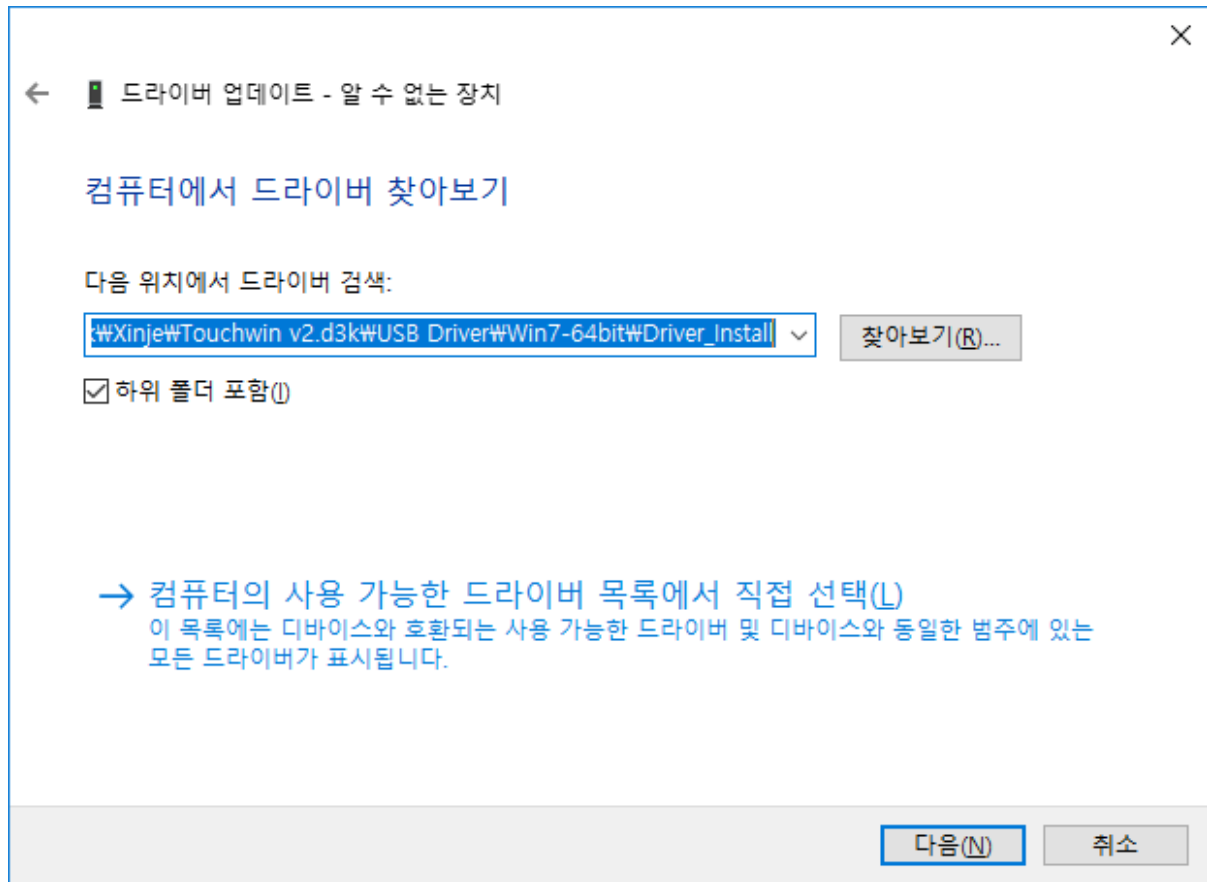 드라이버 업데이트 - 알 수 없는 장치
컴퓨터에서 드라이버 찾아보기
다음 위치에서 드라이버 검색:
₩Xinje₩Touchwin v2.d3k₩USB Driver₩Win7-64bit₩Driver_Install
찾아보기(R)...
하위 폴더 포함(I)
→ 컴퓨터의 사용 가능한 드라이버 목록에서 직접 선택(L)
이 목록에는 디바이스와 호환되는 사용 가능한 드라이버 및 디바이스와 동일한 범주에 있는
모든 드라이버가 표시됩니다.
다음(N)
취소